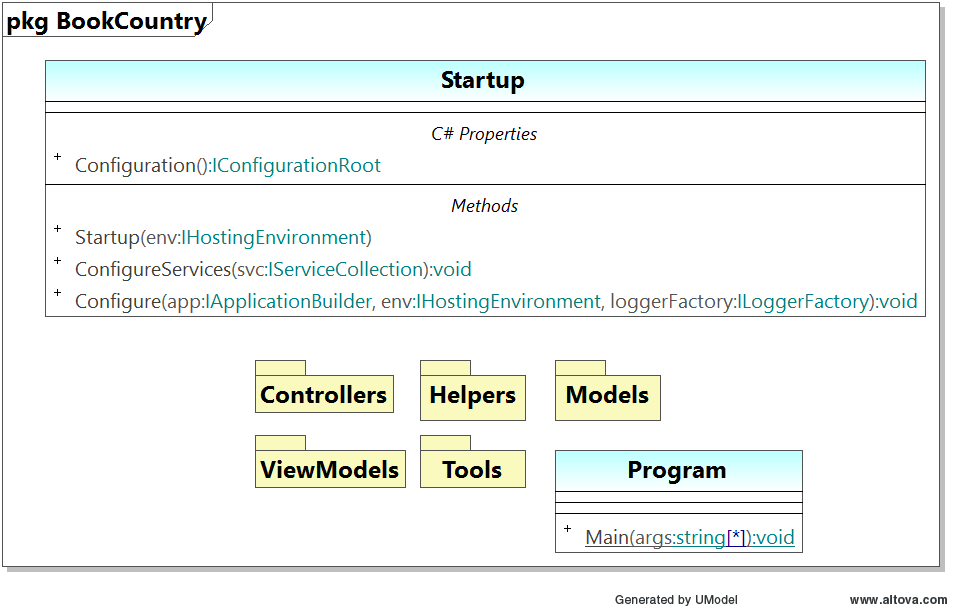 pkg BookCountry
Startup
C# Properties
+ Configuration():IConfigurationRoot
Methods
+ Startup(env:IHostingEnvironment)
+ ConfigureServices(svc:IServiceCollection):void
+ Configure(app:IApplicationBuilder, env:IHostingEnvironment, loggerFactory:ILoggerFactory):void
Controllers Helpers Models
ViewModels Tools Program
+ Main(args:string[*]):void
Generated by UModel www.altova.com